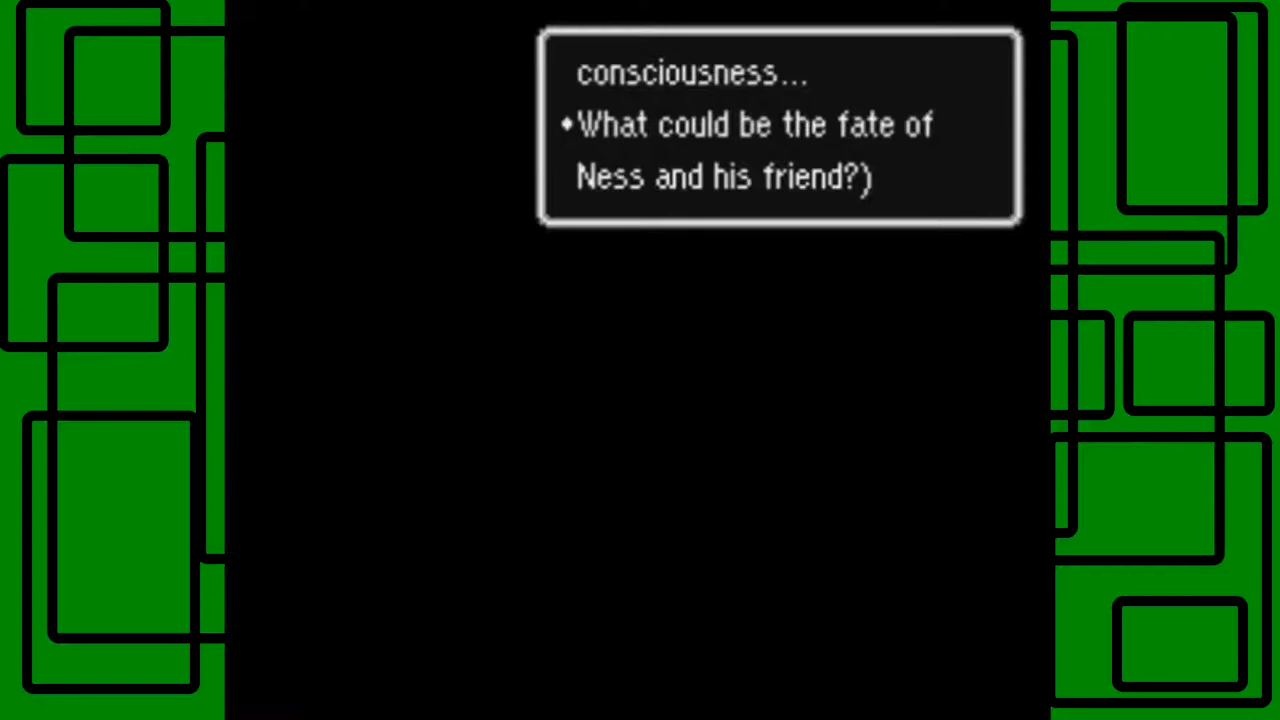 consciousness...
•What could be the fate of
Ness and his friend?)